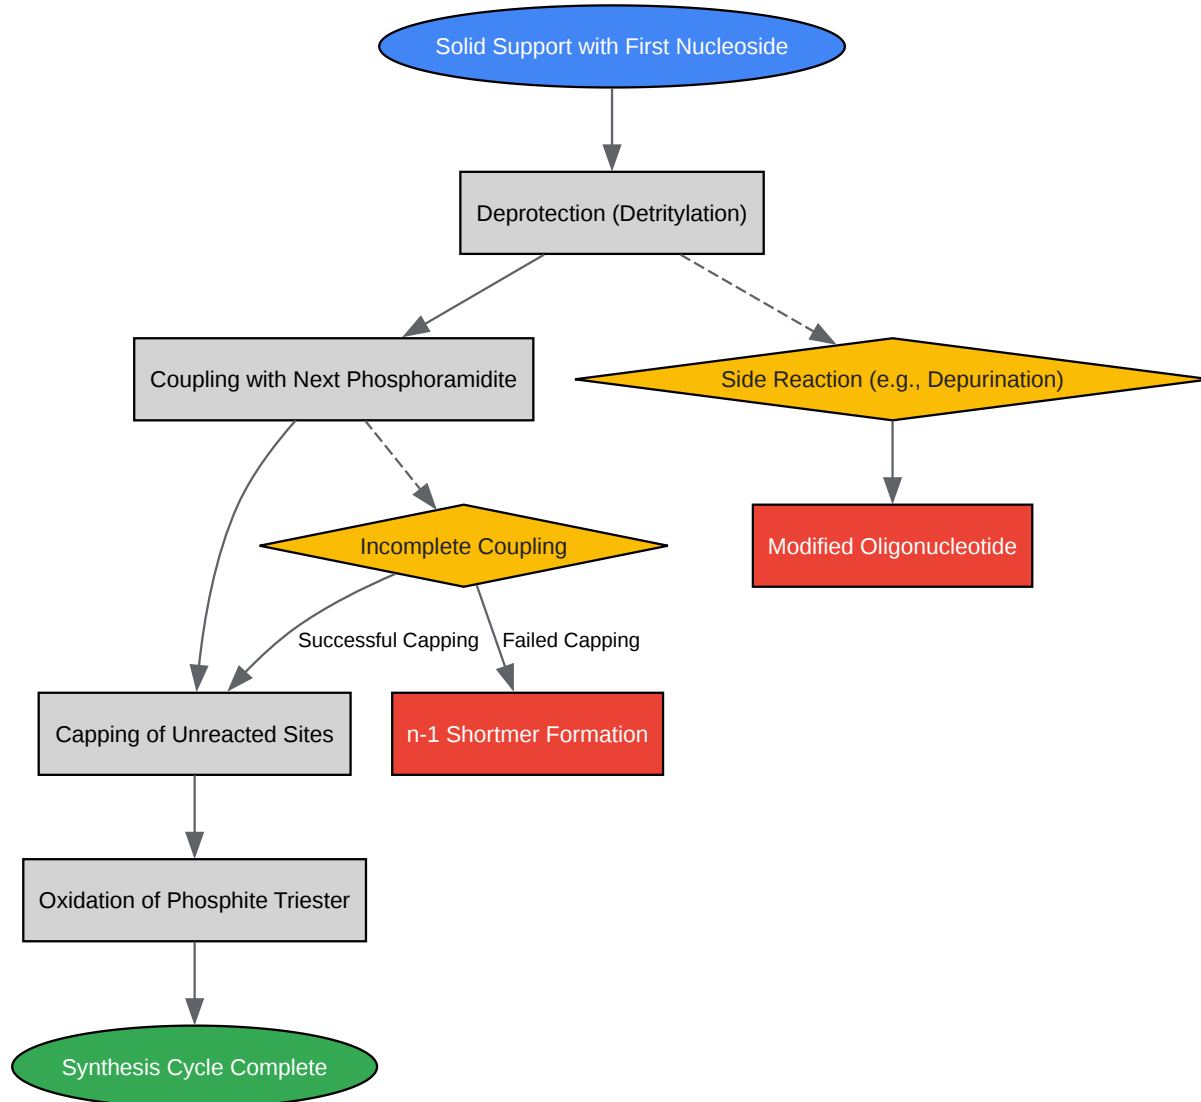 Solid Support with First Nucleoside
Deprotection (Detritylation)
Coupling with Next Phosphoramidite
Side Reaction (e.g., Depurination)
Incomplete Coupling
Modified Oligonucleotide
Successful Capping
Failed Capping
Capping of Unreacted Sites
n-1 Shortmer Formation
Oxidation of Phosphite Triester
Synthesis Cycle Complete